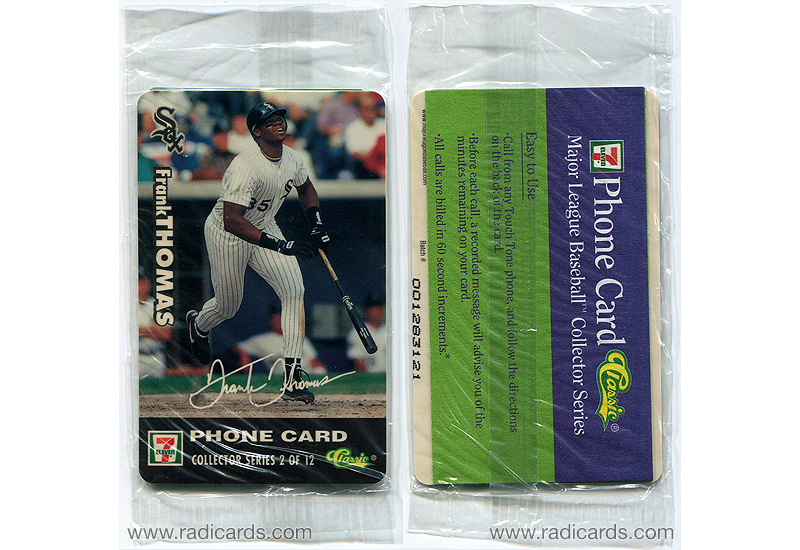 Sox
TM
Frank THOMAS
35
Frank Thomas
7
ELEVEN
PHONE CARD
COLLECTOR SERIES 2 OF 12
Classic®
www.radicards.com
7
ELEVEN
Phone Card
Classic®
Major League Baseball™ Collector Series
Easy to Use
•Call from any Touch Tone phone, and follow the directions
on the back of the card.
•Before each call, a recorded message will advise you of the
minutes remaining on your card.
•All calls are billed in 60 second increments.*
Batch #
001283121
www.radicards.com